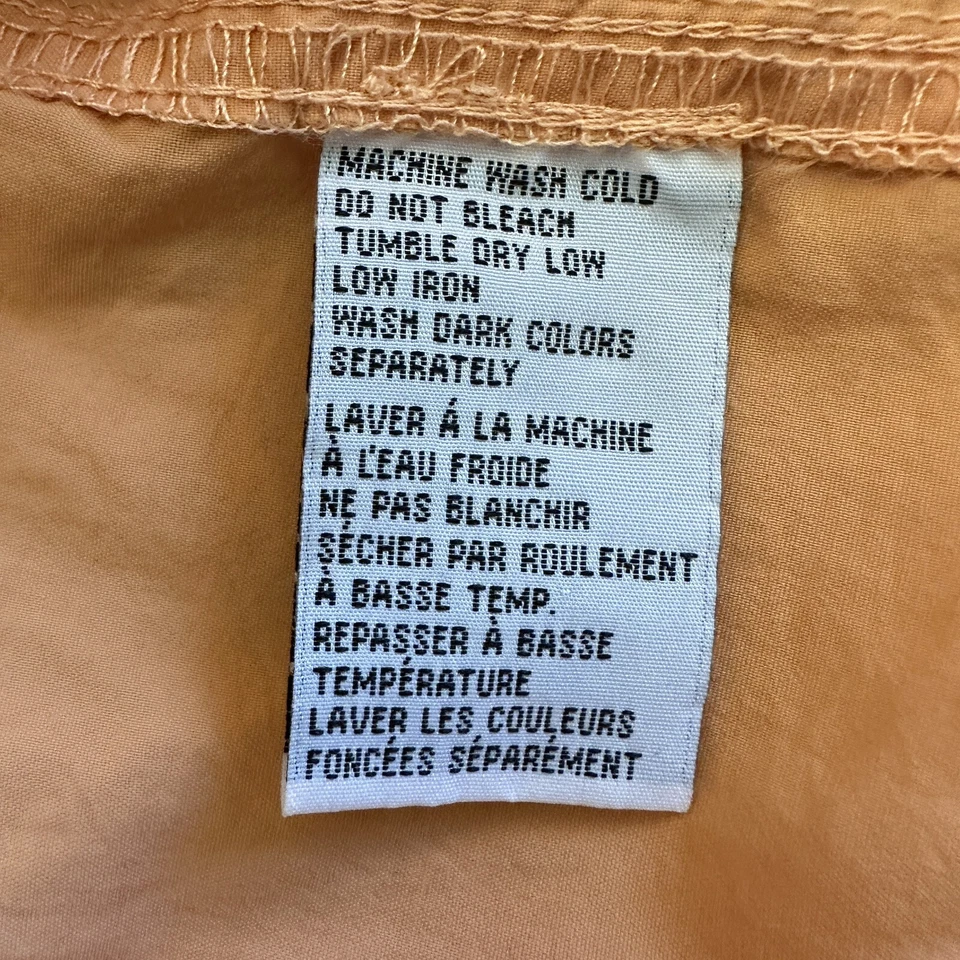 MACHINE WASH COLD
DO NOT BLEACH
TUMBLE DRY LOW
LOW IRON
WASH DARK COLORS
SEPARATELY
LAVER Á LA MACHINE
À L'EAU FROIDE
NE PAS BLANCHIR
SÉCHER PAR ROULEMENT
À BASSE TEMP.
REPASSER À BASSE
TEMPÉRATURE
LAVER LES COULEURS
FONCÉES SÉPARÉMENT